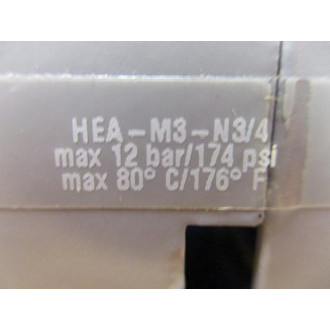 HEA-M3-N3/4
max 12 bar/174 psi
max 80° C/176° F